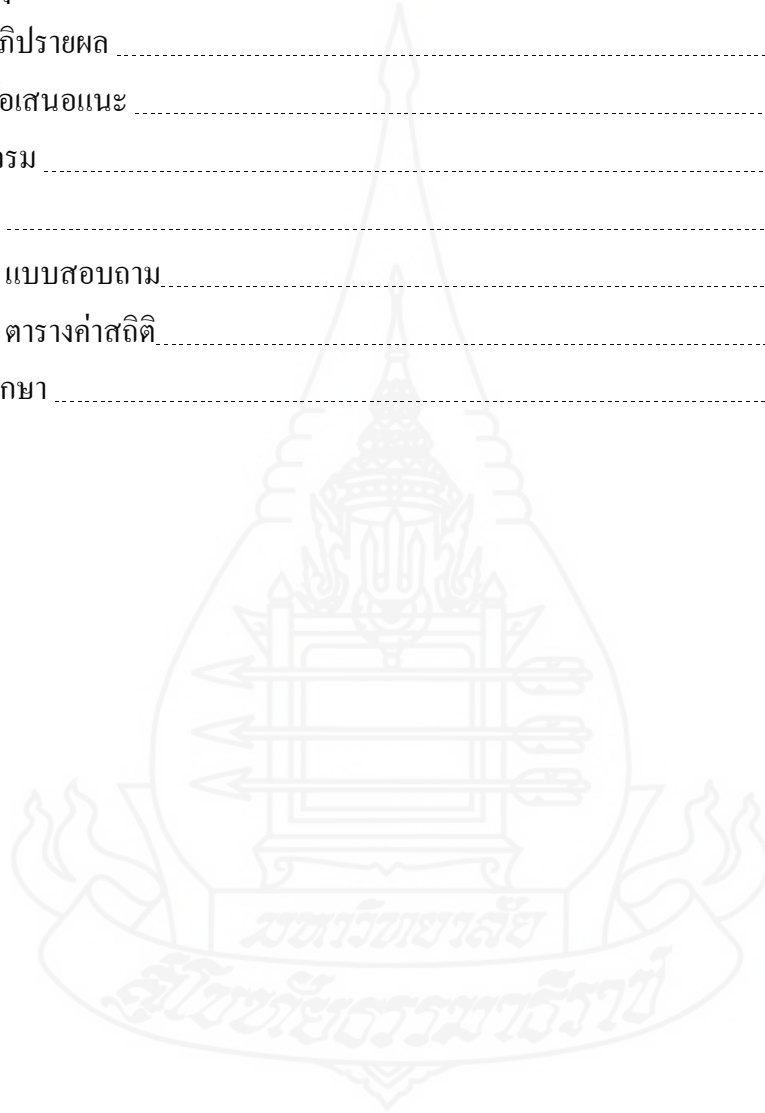 ภิปรายผล
อเสนอแนะ
รม
แบบสอบถาม
ตารางค่าสถิติ
กษา
มหาวิทยาลัย
สุโขทัยธรรมาธิราช